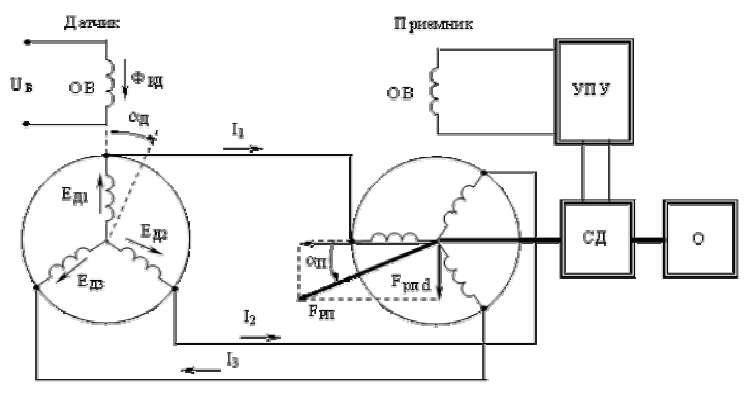 Датчик
Приемник
Uв
ОВ
ФВД
αД
I1
ОВ
УПУ
ЕД1
ЕД2
ЕД3
αП
Fрп d
FРП
СД
О
I2
I3